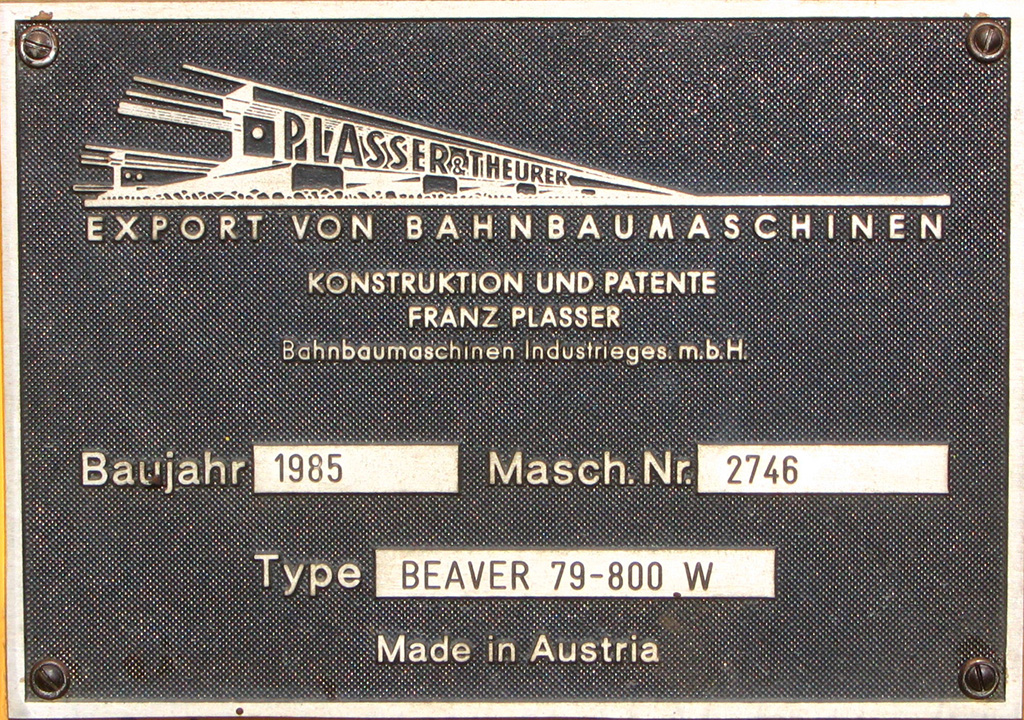 PLASSER & THEURER
EXPORT VON BAHNBAUMASCHINEN
KONSTRUKTION UND PATENTE
FRANZ PLASSER
Bahnbaumaschinen Industrieges. m.b.H.
Baujahr 1985 Masch. Nr. 2746
Type BEAVER 79-800 W
Made in Austria